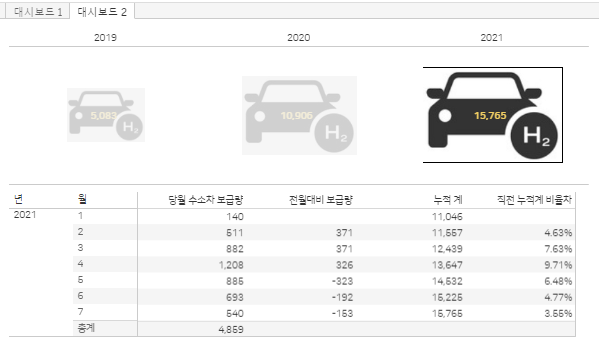 대시보드 1 대시보드 2
2019 2020 2021
5,083 10,906 15,765
H₂ H₂ H₂
년 월 당월 수소차 보급량 전월대비 보급량 누적 계 직전 누적계 비율차
2021 1 140 11,046
2 511 371 11,557 4.63%
3 882 371 12,439 7.63%
4 1,208 326 13,647 9.71%
5 885 -323 14,532 6.48%
6 693 -192 15,225 4.77%
7 540 -153 15,765 3.55%
총계 4,859